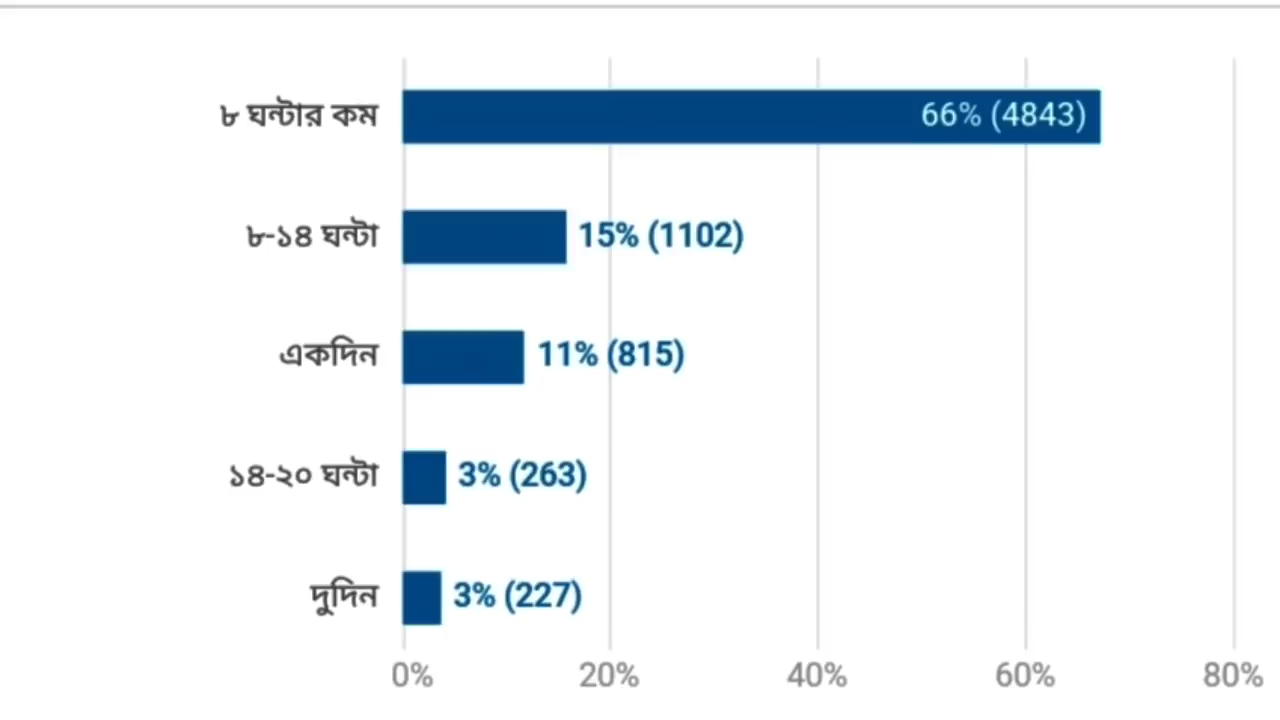 ৮ ঘন্টার কম 66% (4843)
৮-১৪ ঘন্টা 15% (1102)
একদিন 11% (815)
১৪-২০ ঘন্টা 3% (263)
দুদিন 3% (227)
0% 20% 40% 60% 80%